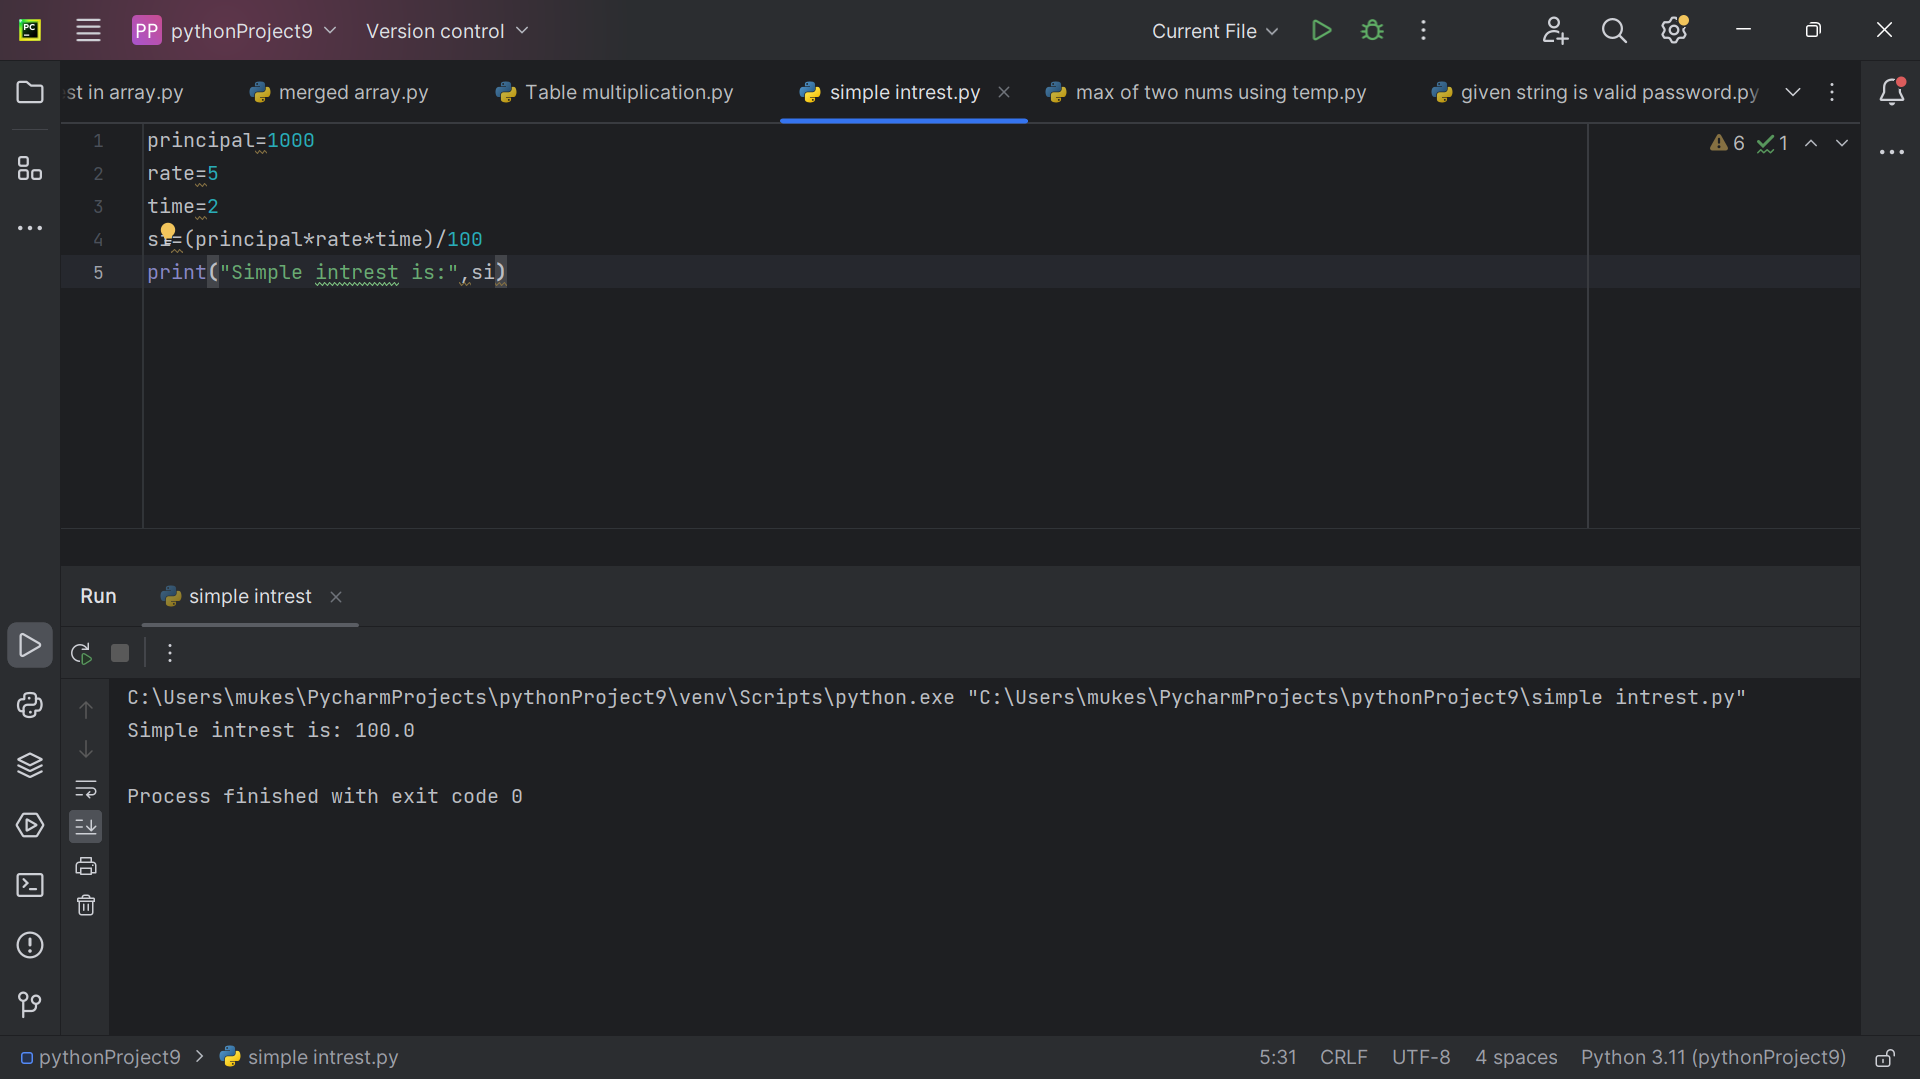 PC PP pythonProject9 Version control Current File
st in array.py merged array.py Table multiplication.py simple intrest.py max of two nums using temp.py given string is valid password.py
1 principal=1000 6 1
2 rate=5
3 time=2
4 si=(principal*rate*time)/100
5 print("Simple intrest is:",si)
Run simple intrest
C:\Users\mukes\PycharmProjects\pythonProject9\venv\Scripts\python.exe "C:\Users\mukes\PycharmProjects\pythonProject9\simple intrest.py"
Simple intrest is: 100.0
Process finished with exit code 0
pythonProject9 > simple intrest.py 5:31 CRLF UTF-8 4 spaces Python 3.11 (pythonProject9)